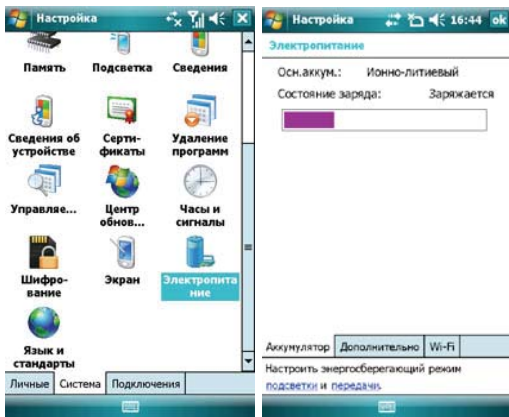 Настройка
Память Подсветка Сведения
Сведения об устройстве
Серти-
фикаты
Удаление программ
Управляе...
Центр обнов...
Часы и сигналы
Шифро-
вание
Экран
Электропита
ние
Язык и стандарты
Личные Система Подключения
Настройка 16:44 ok
Электропитание
Осн.аккум.: Ионно-литиевый
Состояние заряда: Заряжается
Аккумулятор Дополнительно Wi-Fi
Настроить энергосберегающий режим
подсветки и передачи.